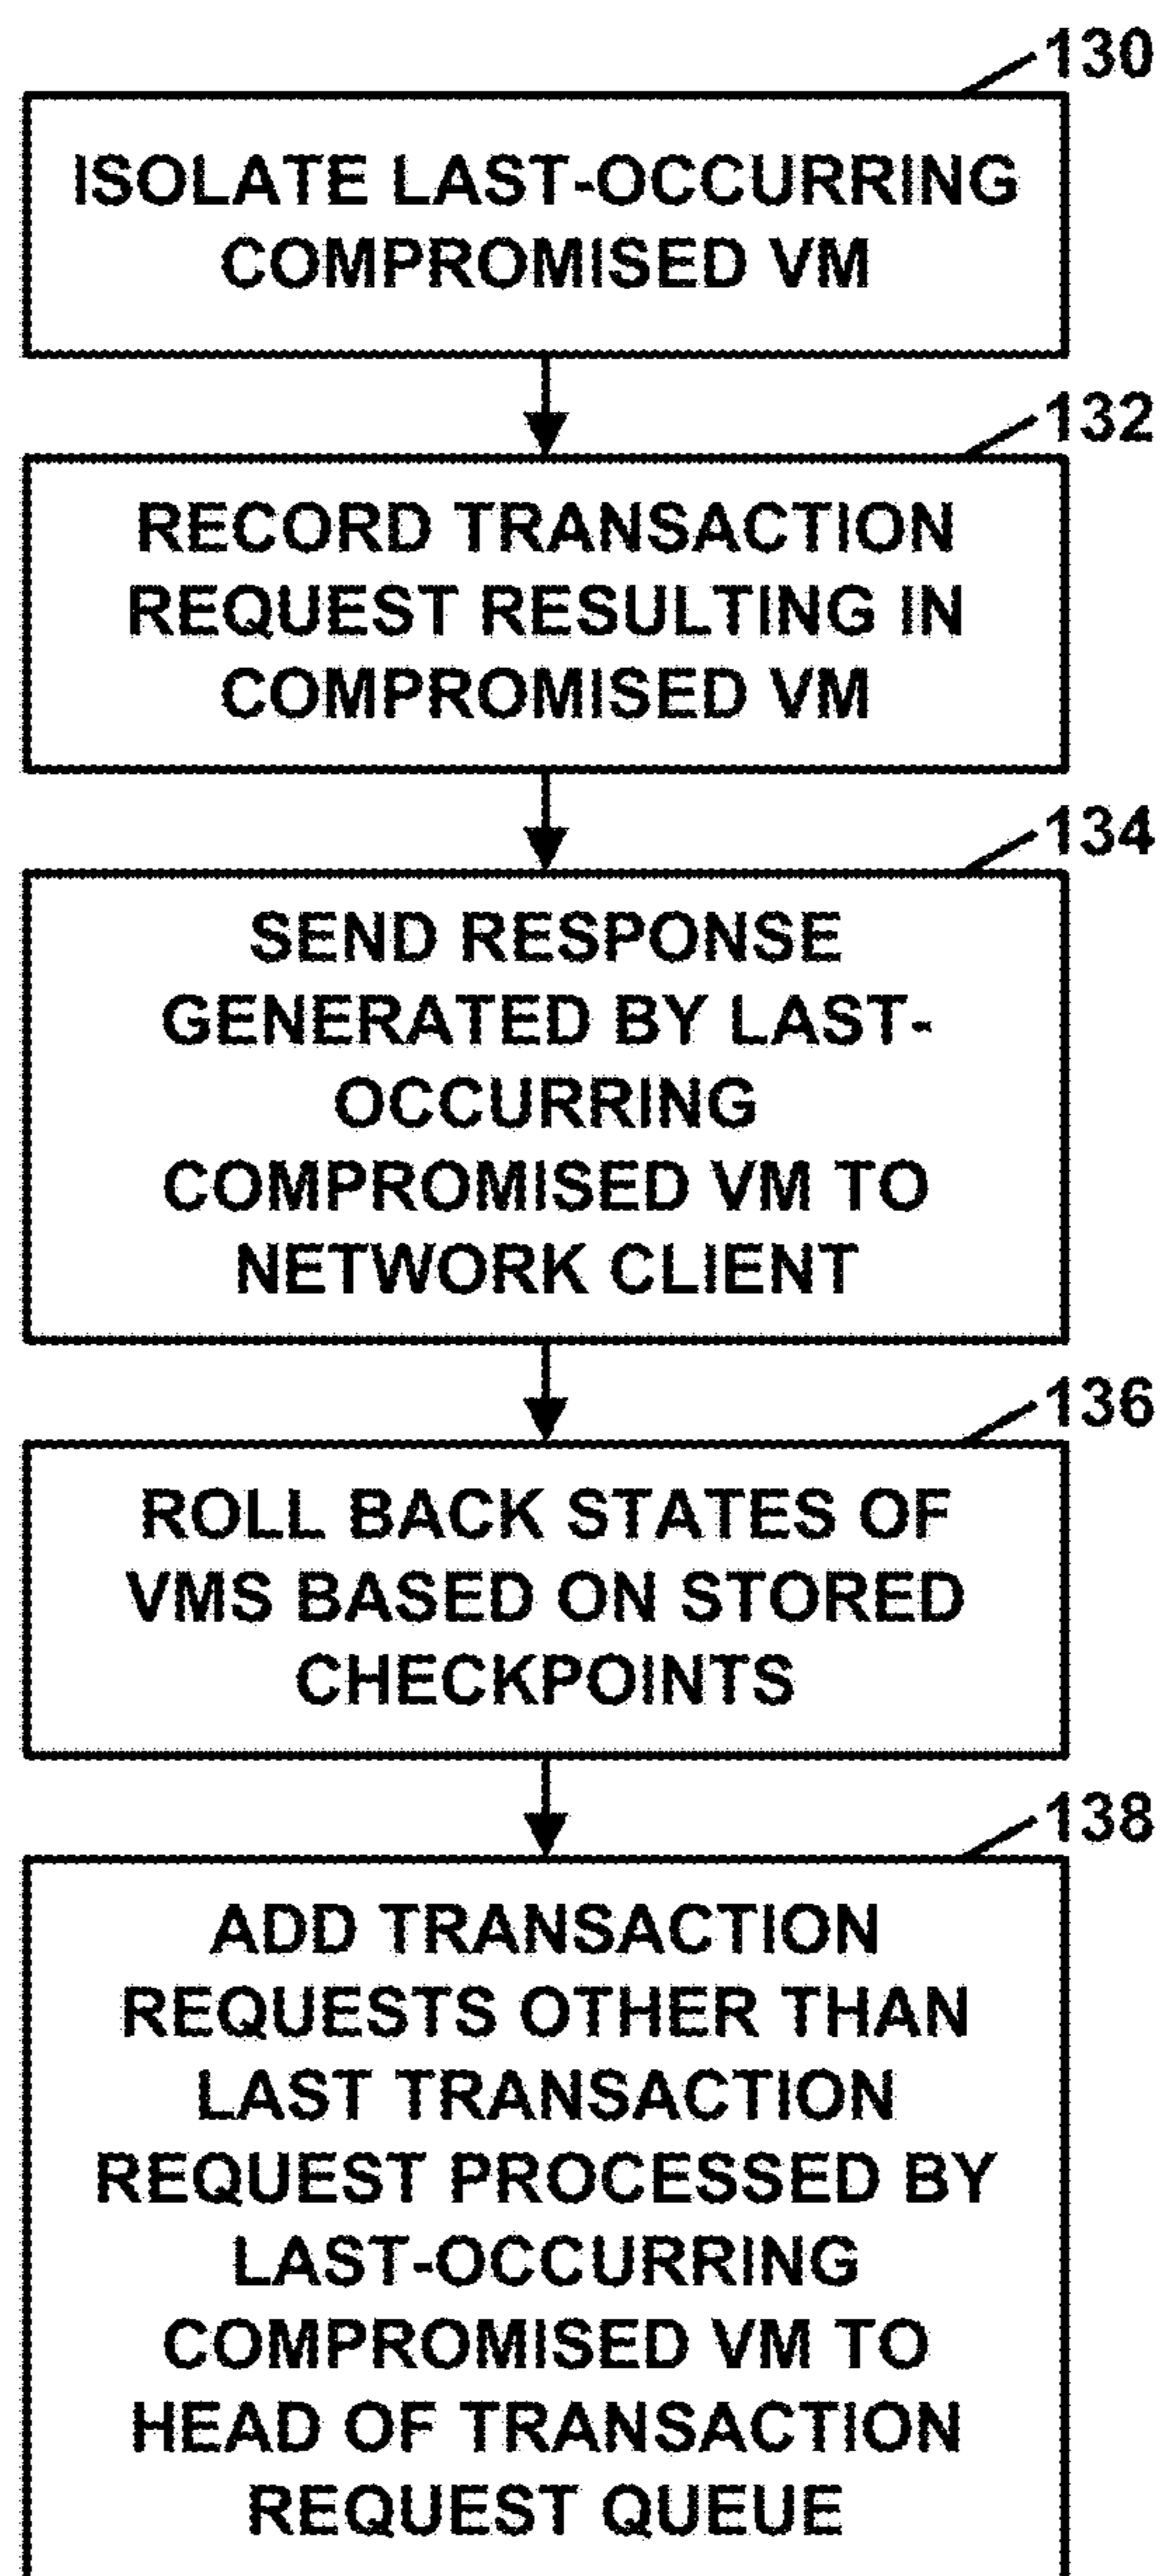 130
ISOLATE LAST-OCCURRING
COMPROMISED VM
132
RECORD TRANSACTION
REQUEST RESULTING IN
COMPROMISED VM
134
SEND RESPONSE
GENERATED BY LAST-
OCCURRING
COMPROMISED VM TO
NETWORK CLIENT
136
ROLL BACK STATES OF
VMS BASED ON STORED
CHECKPOINTS
138
ADD TRANSACTION
REQUESTS OTHER THAN
LAST TRANSACTION
REQUEST PROCESSED BY
LAST-OCCURRING
COMPROMISED VM TO
HEAD OF TRANSACTION
REQUEST QUEUE